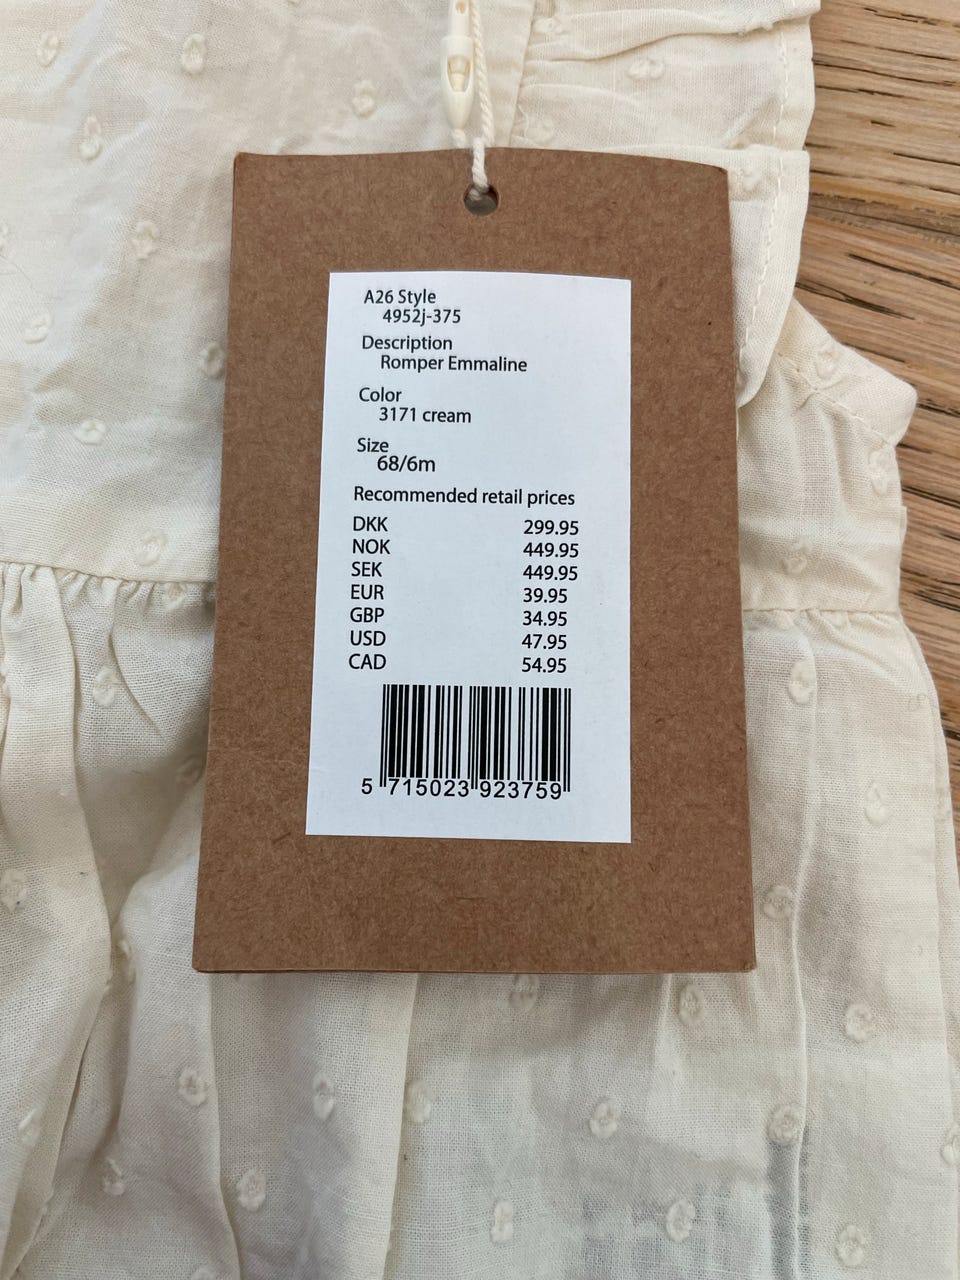 A26 Style
4952j-375
Description
Romper Emmaline
Color
3171 cream
Size
68/6m
Recommended retail prices
DKK 299.95
NOK 449.95
SEK 449.95
EUR 39.95
GBP 34.95
USD 47.95
CAD 54.95
5 715023 923759